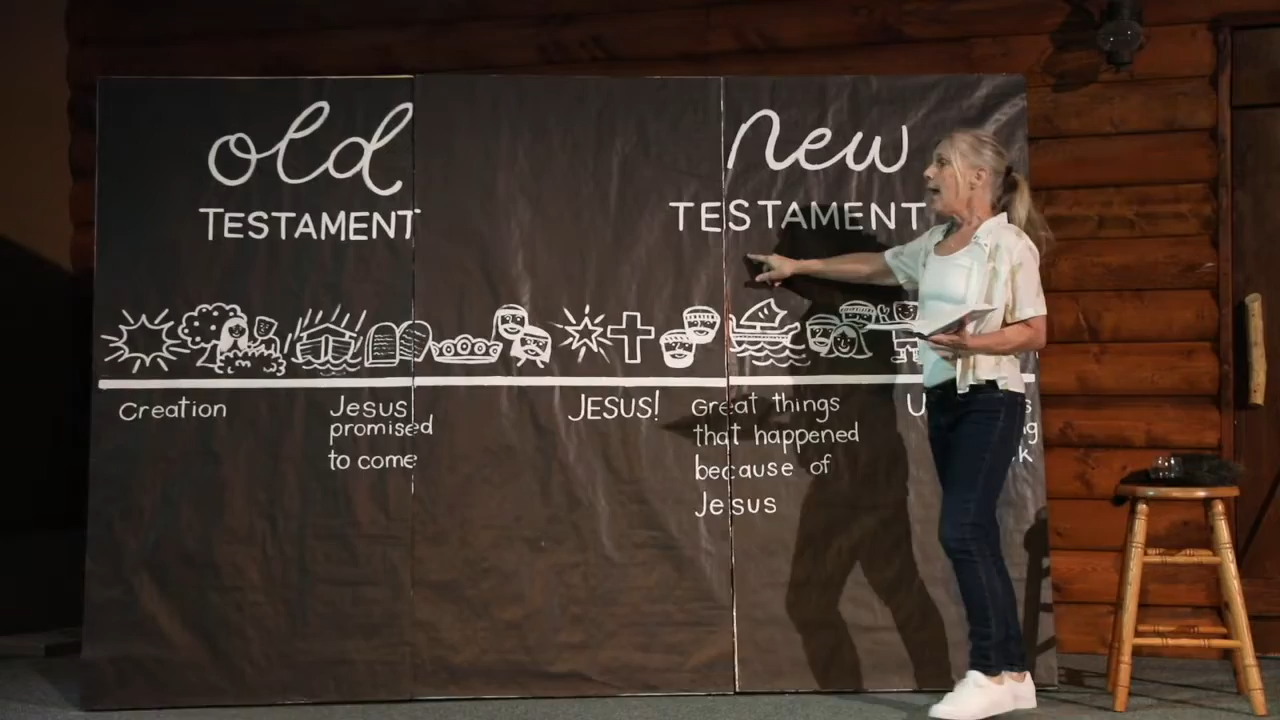 old
TESTAMENT
new
TESTAMENT
Creation
Jesus
promised
to come
JESUS!
Great things
that happened
because of
Jesus